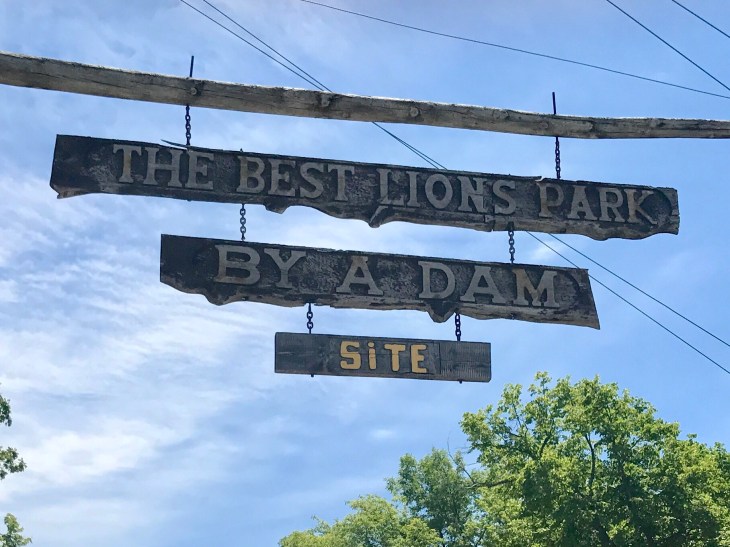 THE BEST LIONS PARK
BY A DAM
SiTE